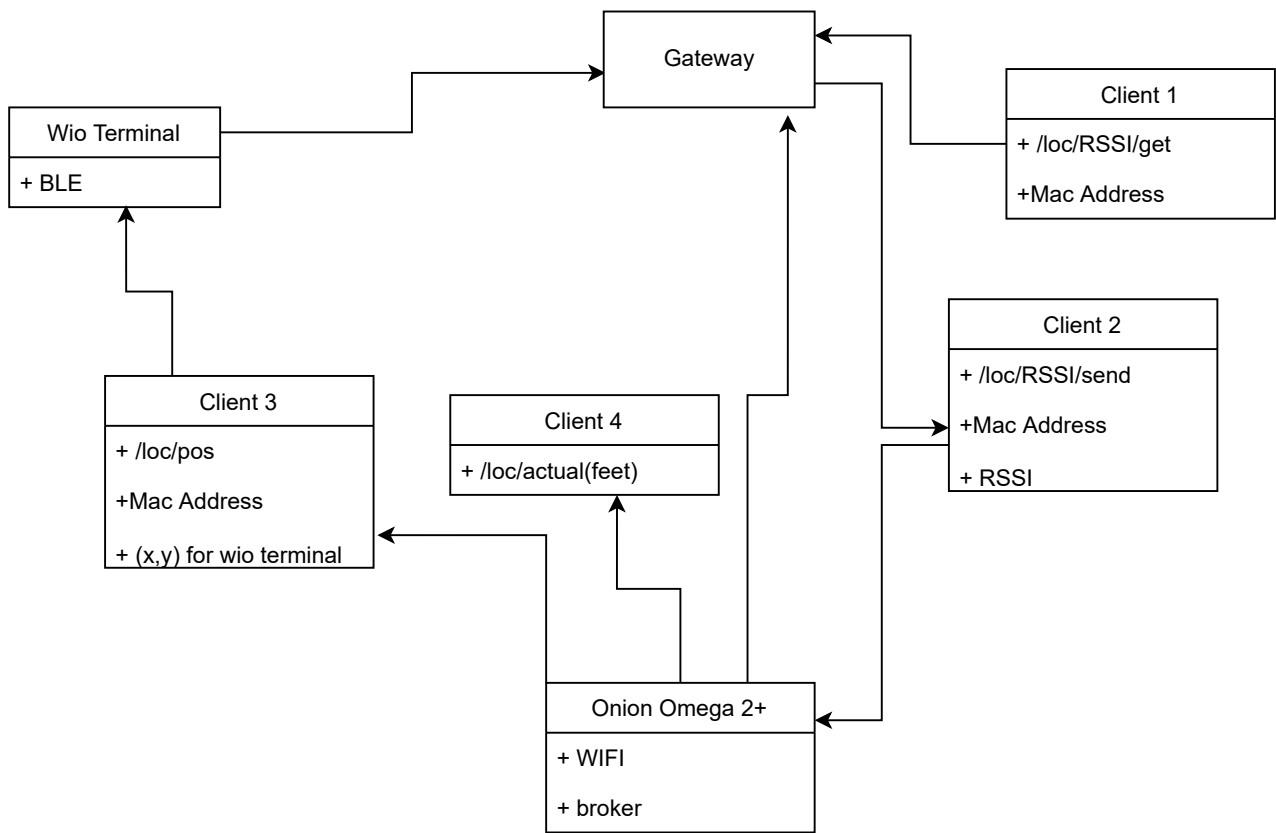 Gateway
Client 1
+ /loc/RSSI/get
+Mac Address
Wio Terminal
+ BLE
Client 2
+ /loc/RSSI/send
+Mac Address
+ RSSI
Client 3
+ /loc/pos
+Mac Address
+ (x,y) for wio terminal
Client 4
+ /loc/actual(feet)
Onion Omega 2+
+ WIFI
+ broker